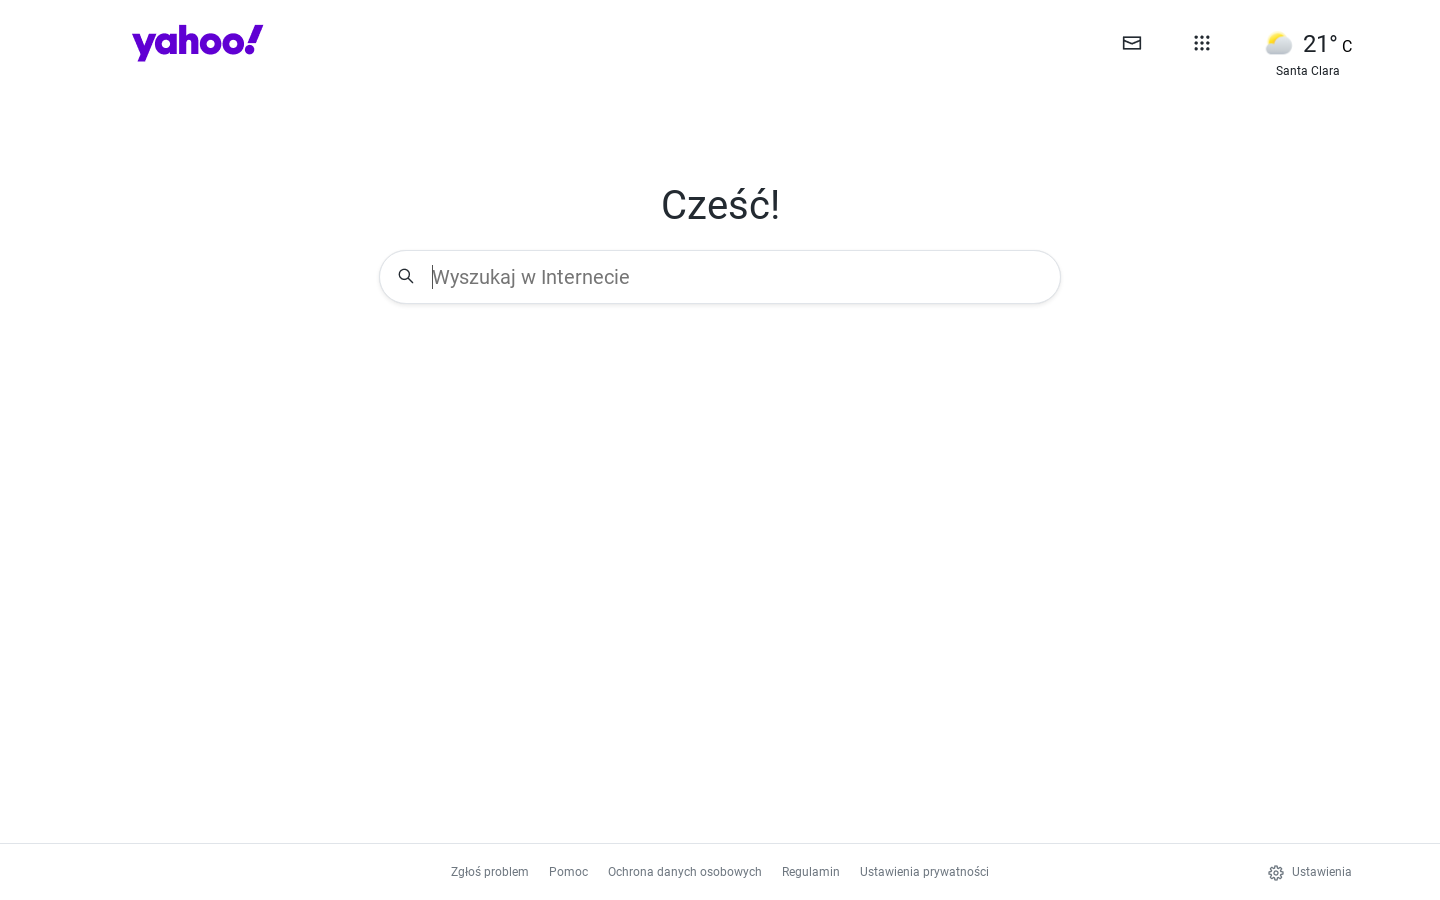 yahoo!
21° C
Santa Clara
Cześć!
Wyszukaj w Internecie
Zgłoś problem Pomoc Ochrona danych osobowych Regulamin Ustawienia prywatności Ustawienia